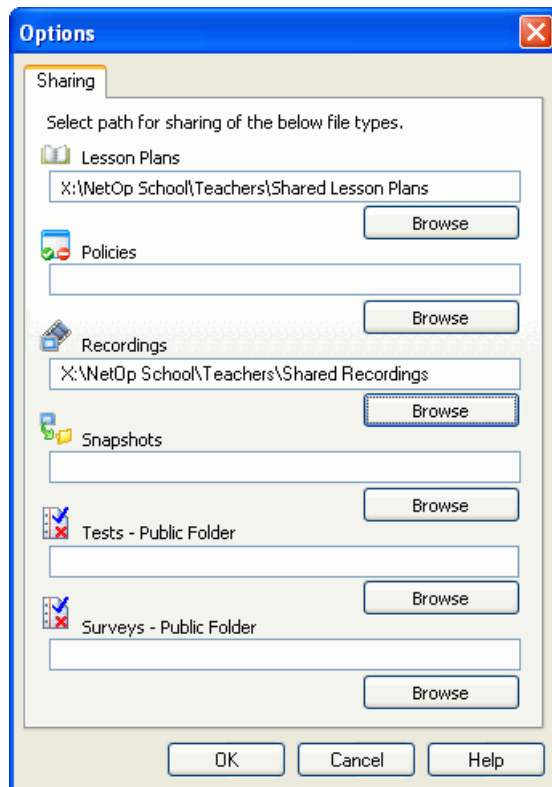 Options
Sharing
Select path for sharing of the below file types.
Lesson Plans
X:\NetOp School\Teachers\Shared Lesson Plans
Browse
Policies
Browse
Recordings
X:\NetOp School\Teachers\Shared Recordings
Browse
Snapshots
Browse
Tests - Public Folder
Browse
Surveys - Public Folder
Browse
OK Cancel Help